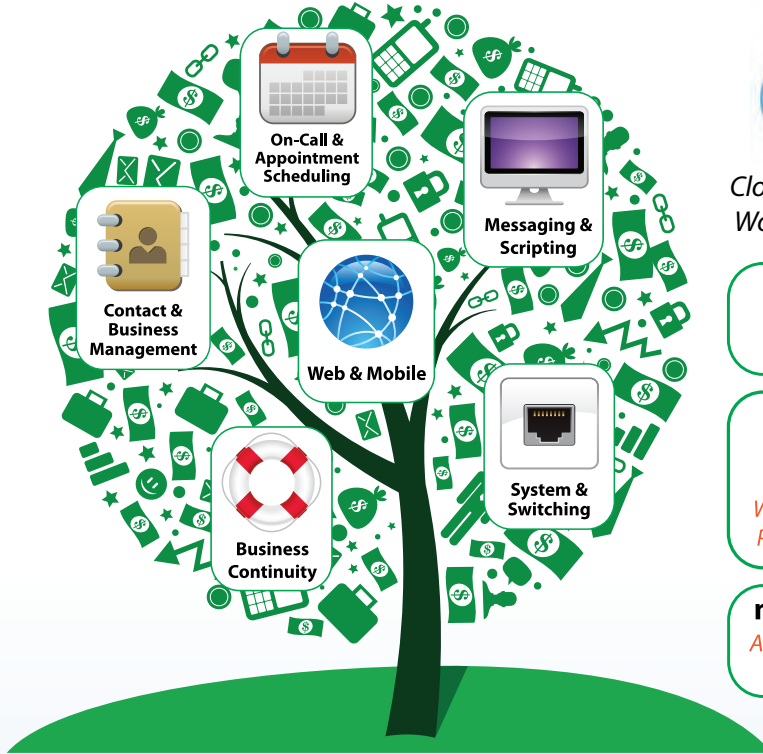 On-Call &
Appointment
Scheduling
Messaging &
Scripting
Contact &
Business
Management
Web & Mobile
System &
Switching
Business
Continuity